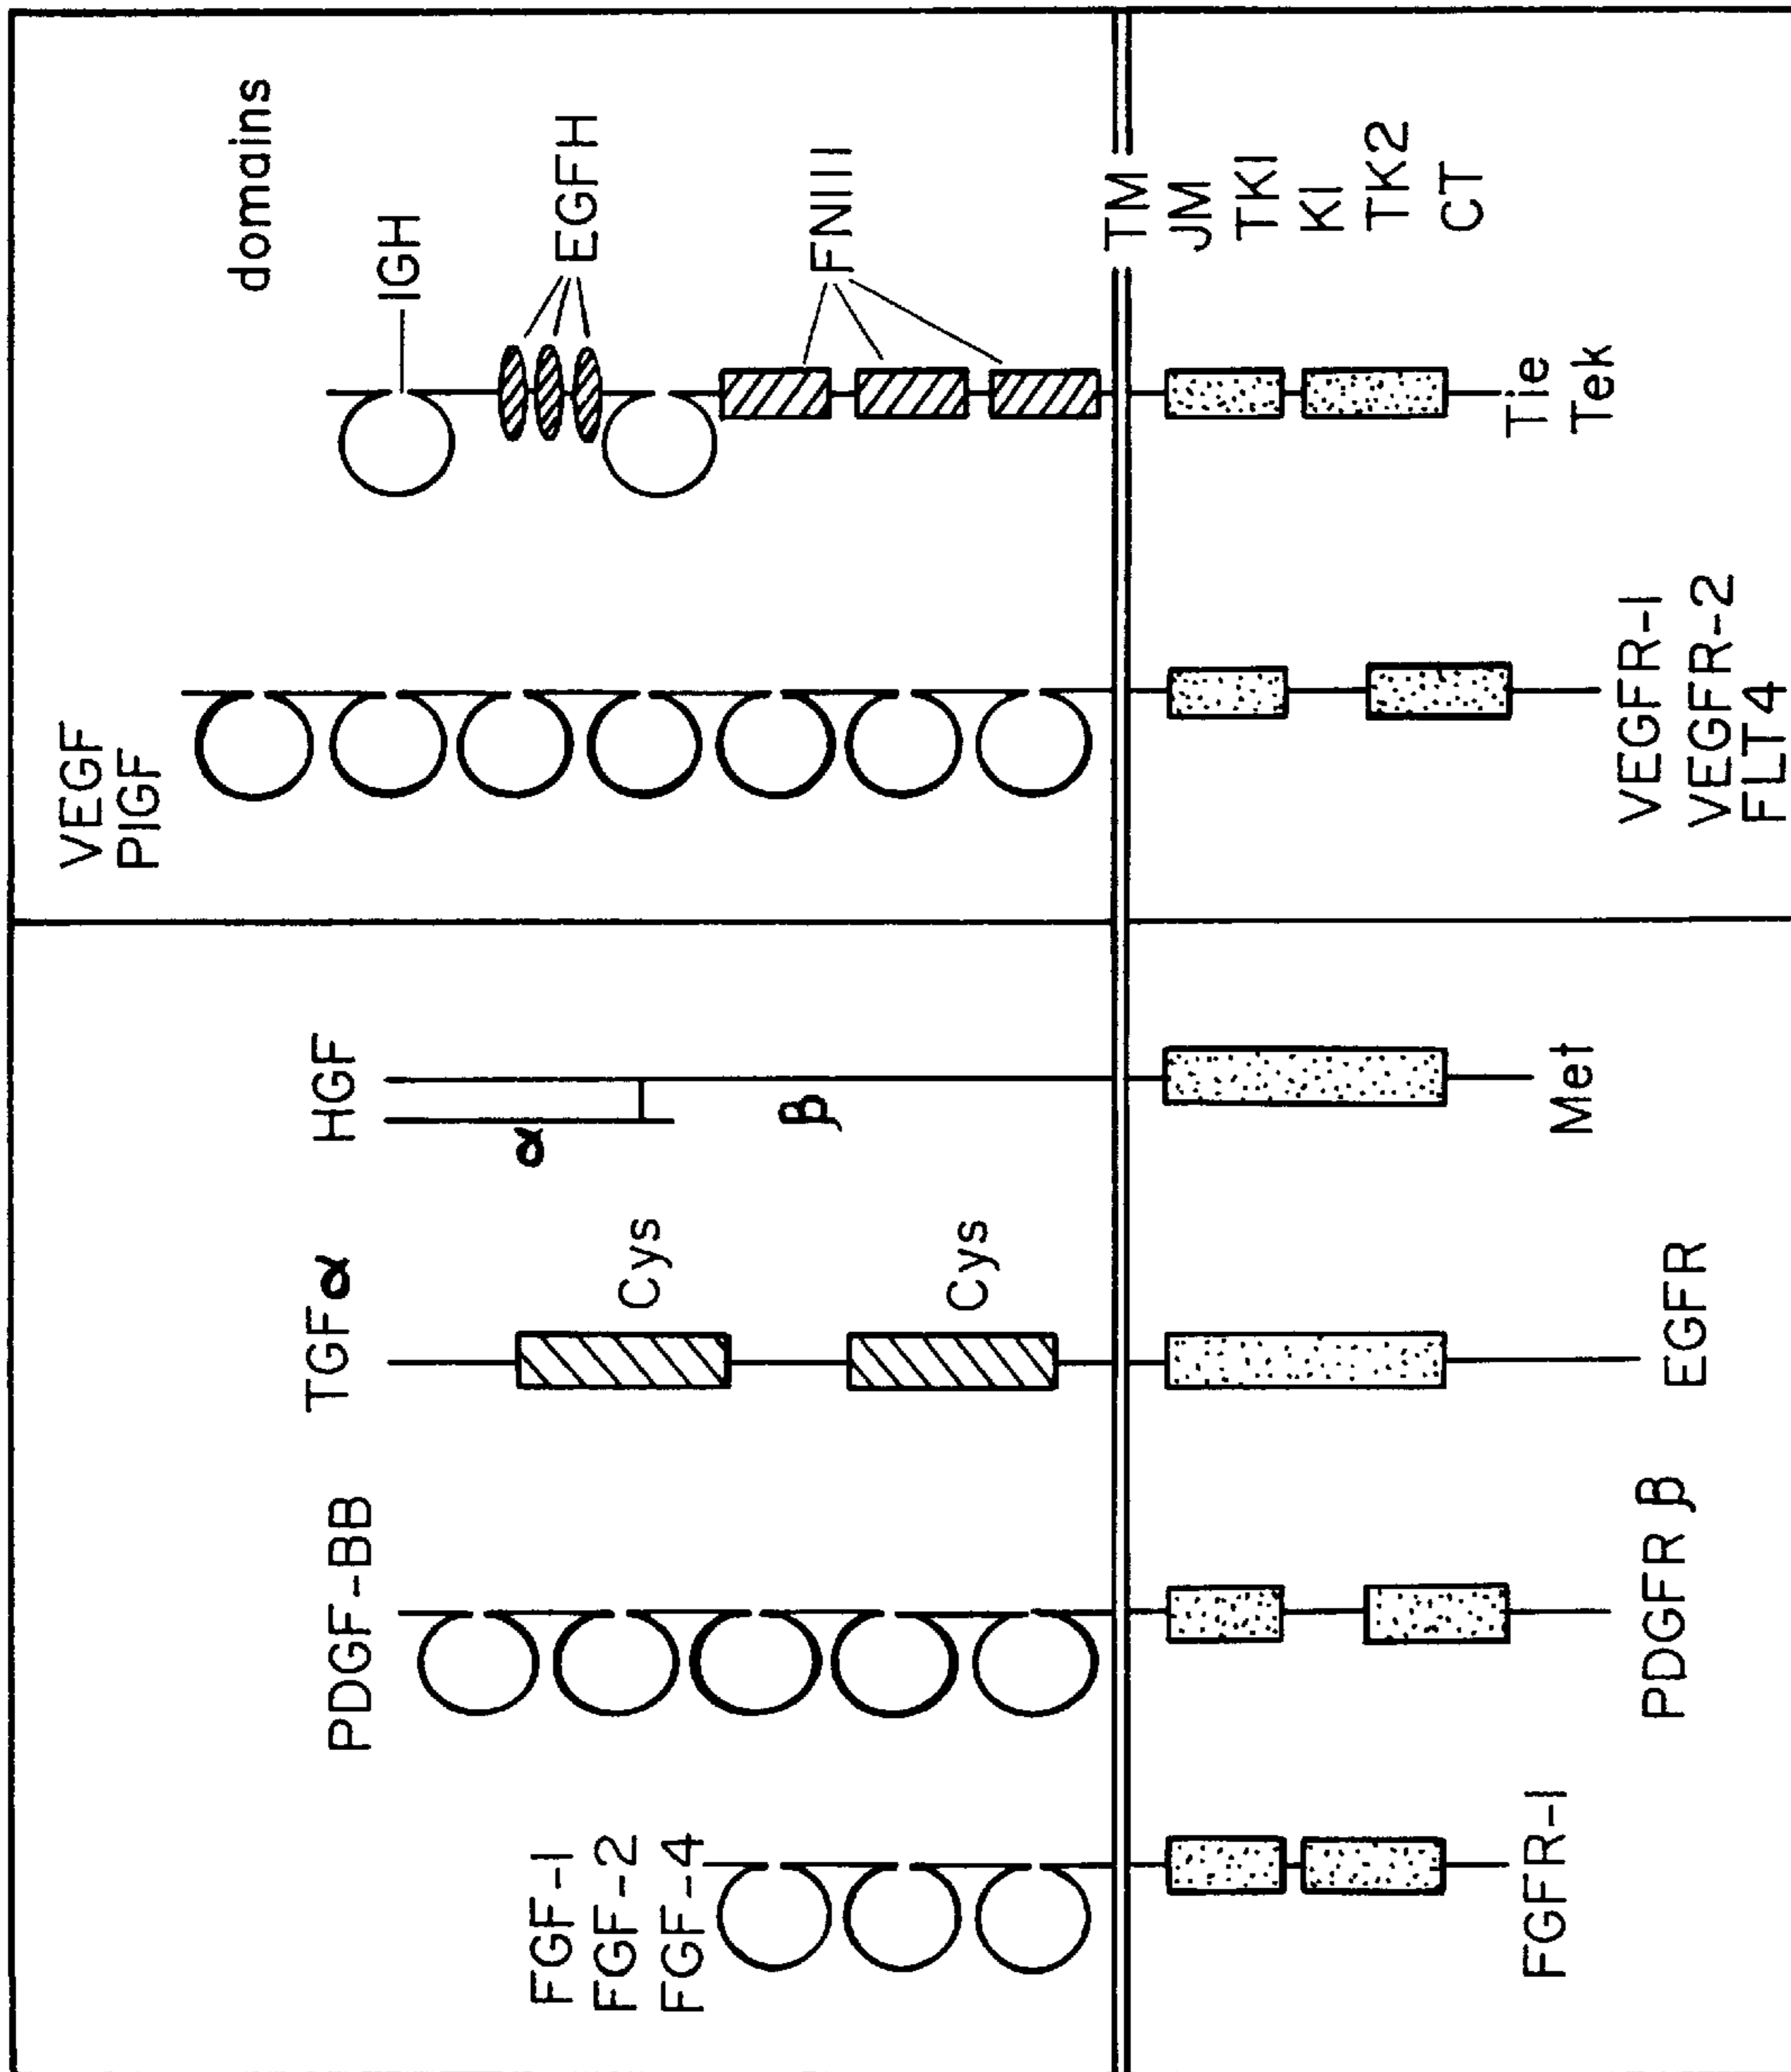 FGF-1
FGF-2
FGF-4
PDGF-BB
TGFα
HGF
VEGF
PlGF
domains
Cys
Cys
α
β
IGH
EGFH
FNIII
TM
JM
TK1
KI
TK2
CT
FGFR-1
PDGFRβ
EGFR
Met
VEGFR-1
VEGFR-2
FLT4
Tie
Tek